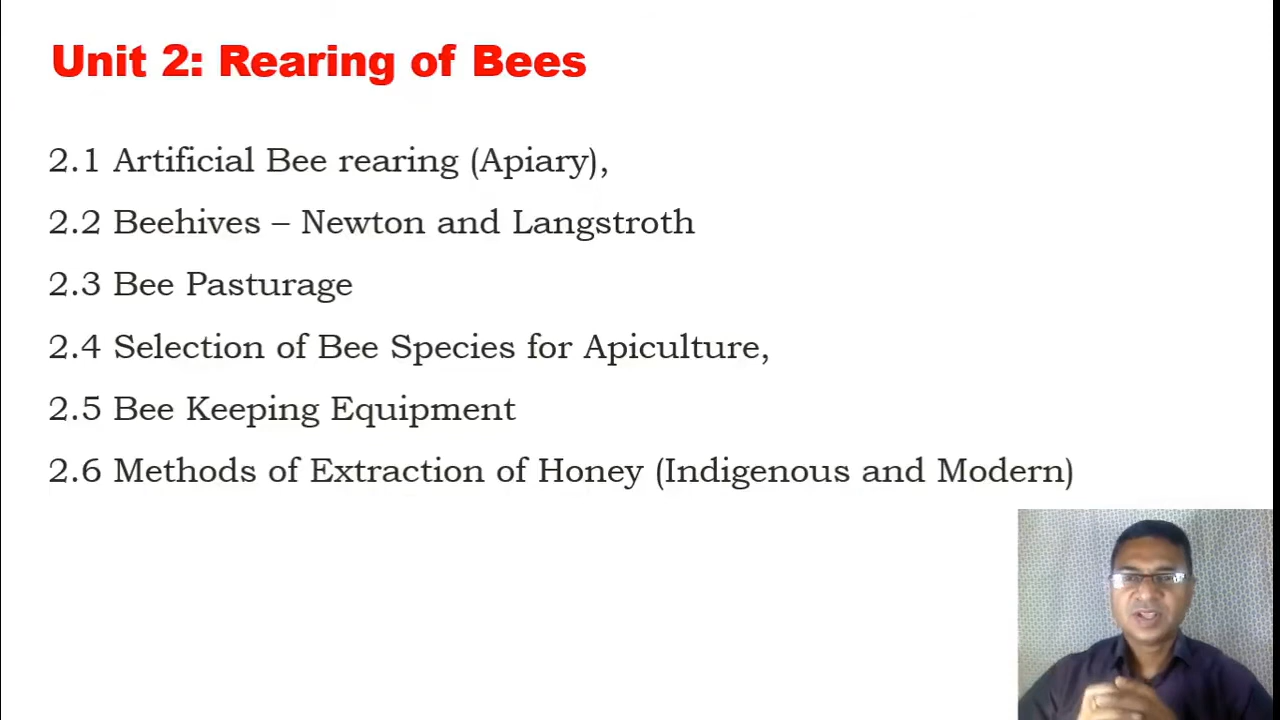 Unit 2: Rearing of Bees
2.1 Artificial Bee rearing (Apiary),
2.2 Beehives – Newton and Langstroth
2.3 Bee Pasturage
2.4 Selection of Bee Species for Apiculture,
2.5 Bee Keeping Equipment
2.6 Methods of Extraction of Honey (Indigenous and Modern)